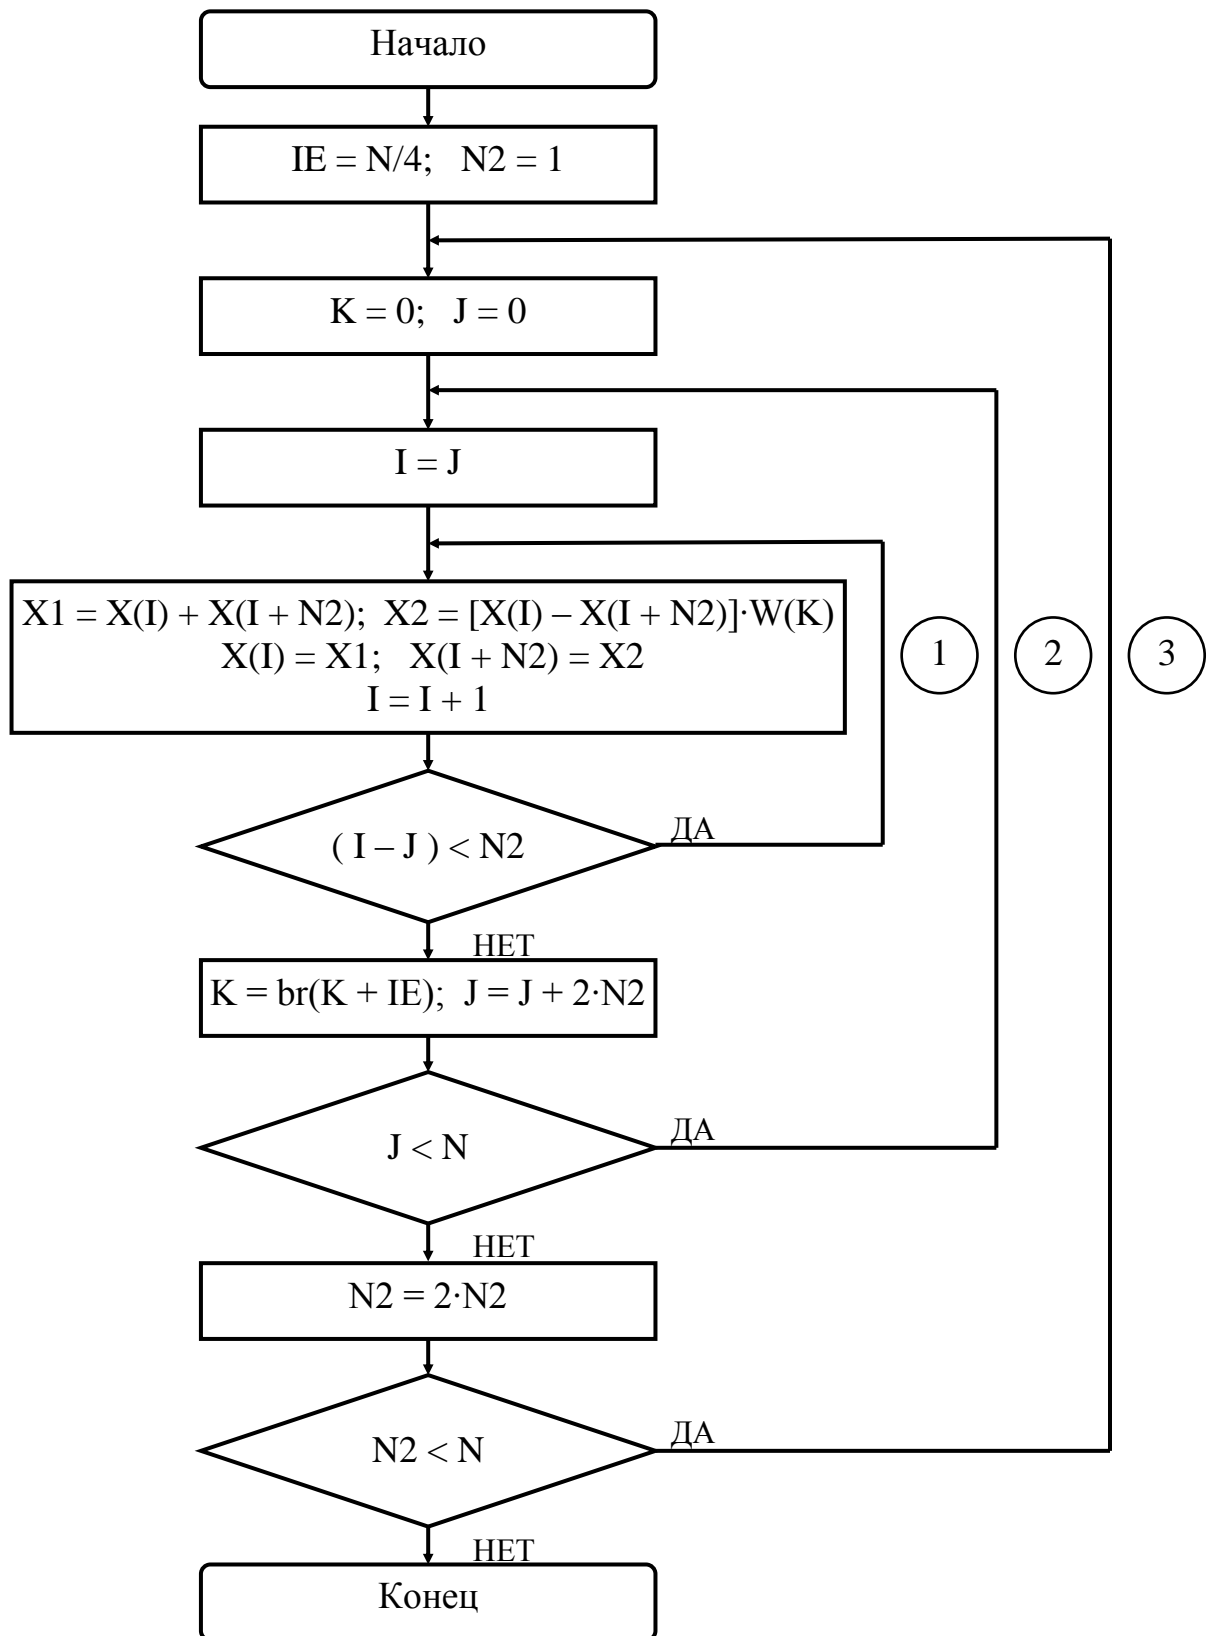 Начало
IE = N/4; N2 = 1
K = 0; J = 0
I = J
X1 = X(I) + X(I + N2); X2 = [X(I) – X(I + N2)]·W(K)
X(I) = X1; X(I + N2) = X2
I = I + 1
1
2
3
( I – J ) < N2
ДА
НЕТ
K = br(K + IE); J = J + 2·N2
J < N
ДА
НЕТ
N2 = 2·N2
N2 < N
ДА
НЕТ
Конец